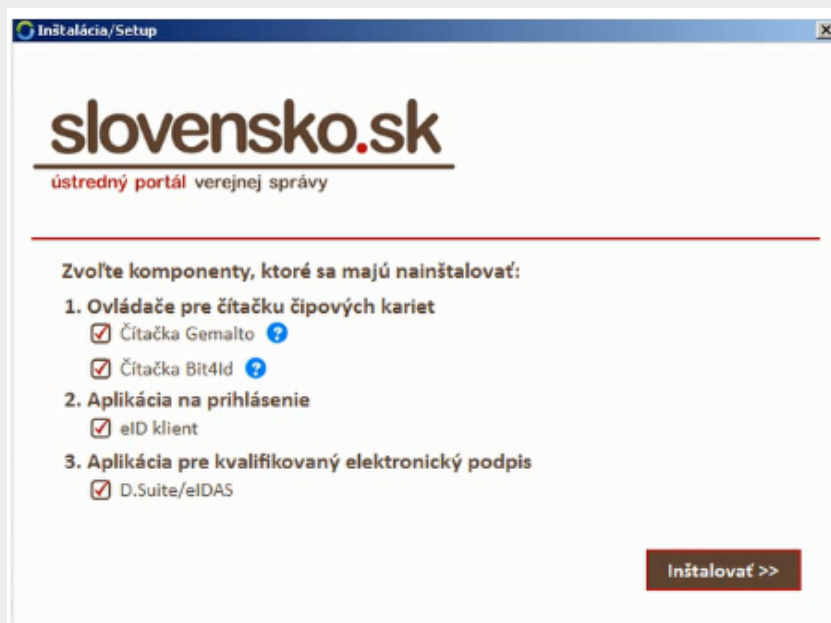 Inštalácia/Setup
slovensko.sk
ústredný portál verejnej správy
Zvoľte komponenty, ktoré sa majú nainštalovať:
1. Ovládače pre čítačku čipových kariet
Čítačka Gemalto ?
Čítačka Bit4Id ?
2. Aplikácia na prihlásenie
eID klient
3. Aplikácia pre kvalifikovaný elektronický podpis
D.Suite/eIDAS
Inštalovať >>